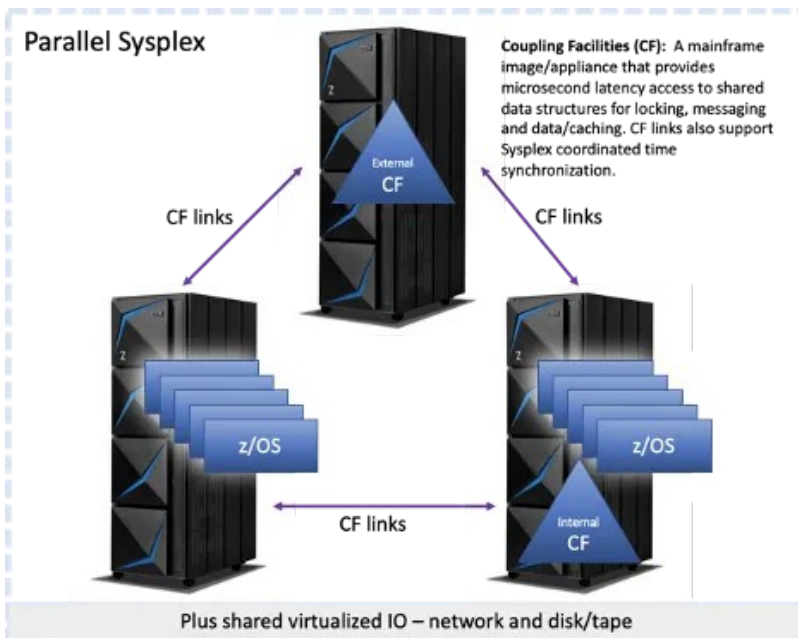 Parallel Sysplex
Coupling Facilities (CF): A mainframe
image/appliance that provides
microsecond latency access to shared
data structures for locking, messaging
and data/caching. CF links also support
Sysplex coordinated time
synchronization.
Z
External
CF
CF links
CF links
Z
z/OS
Z
z/OS
CF links
Internal
CF
Plus shared virtualized IO – network and disk/tape